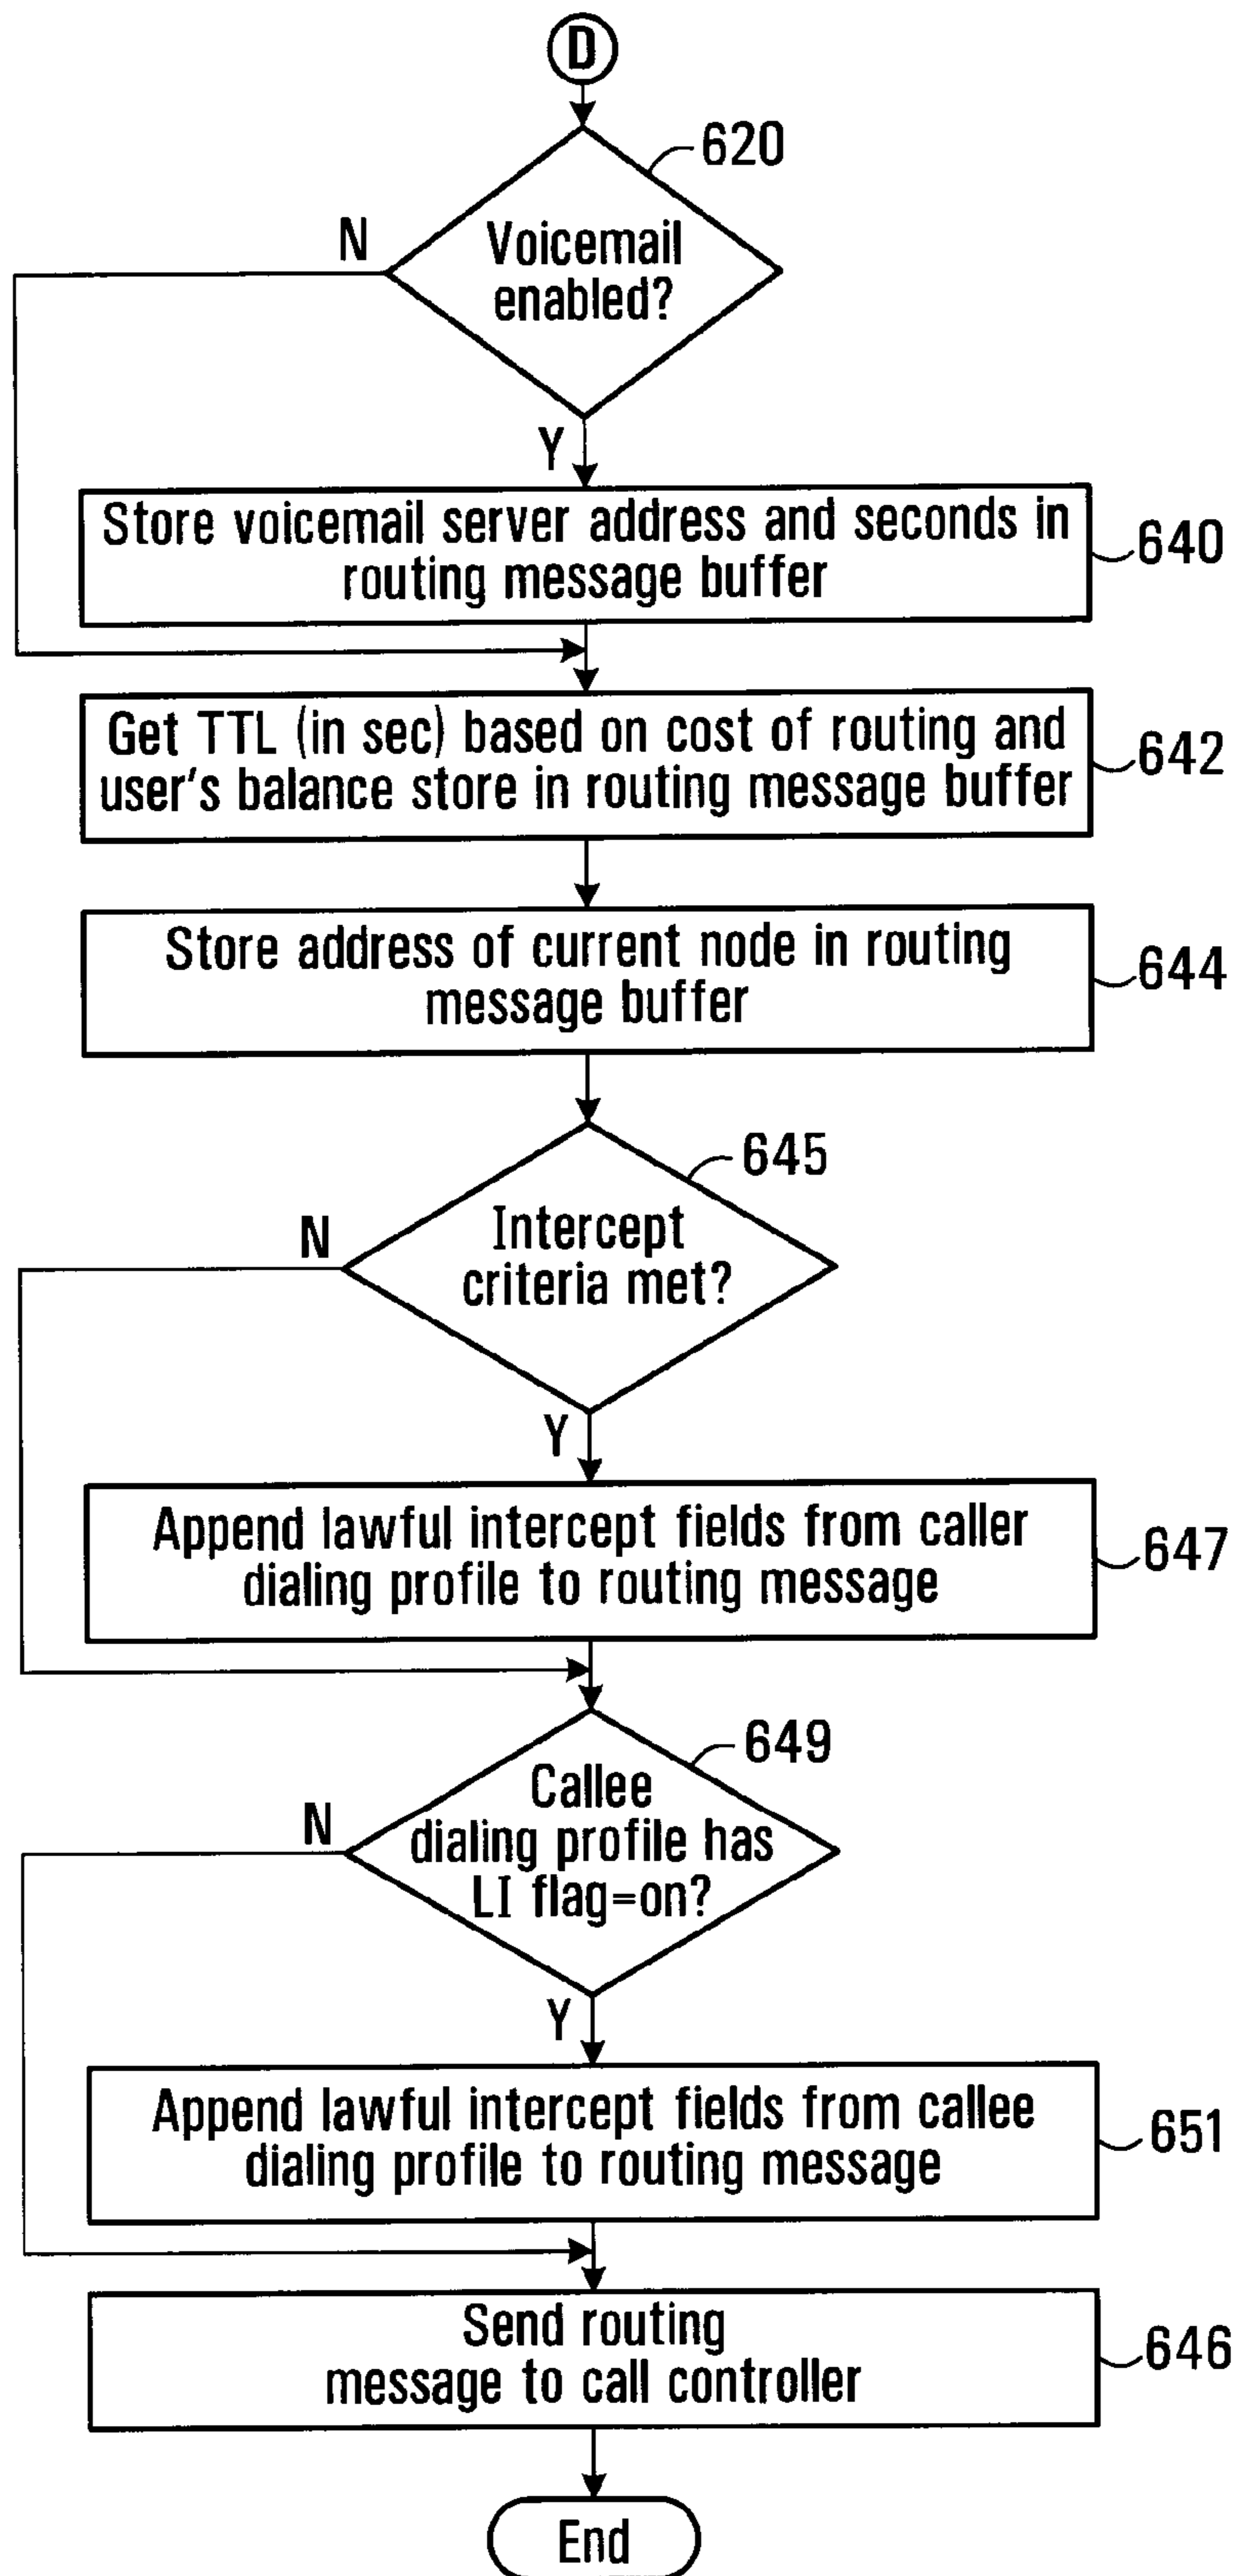 D
620
N
Voicemail
enabled?
Y
Store voicemail server address and seconds in
routing message buffer
640
Get TTL (in sec) based on cost of routing and
user's balance store in routing message buffer
642
Store address of current node in routing
message buffer
644
645
N
Intercept
criteria met?
Y
Append lawful intercept fields from caller
dialing profile to routing message
647
649
N
Callee
dialing profile has
LI flag=on?
Y
Append lawful intercept fields from callee
dialing profile to routing message
651
Send routing
message to call controller
646
End